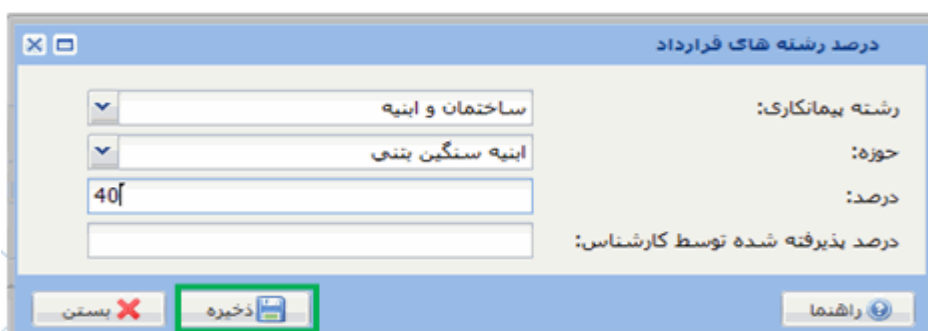 درصد رشته های قرارداد
رشته پیمانکاری: ساختمان و ابنیه
حوزه: ابنیه سنگین بتنی
درصد: 40
درصد پذیرفته شده توسط کارشناس:
راهنما ذخیره بستن